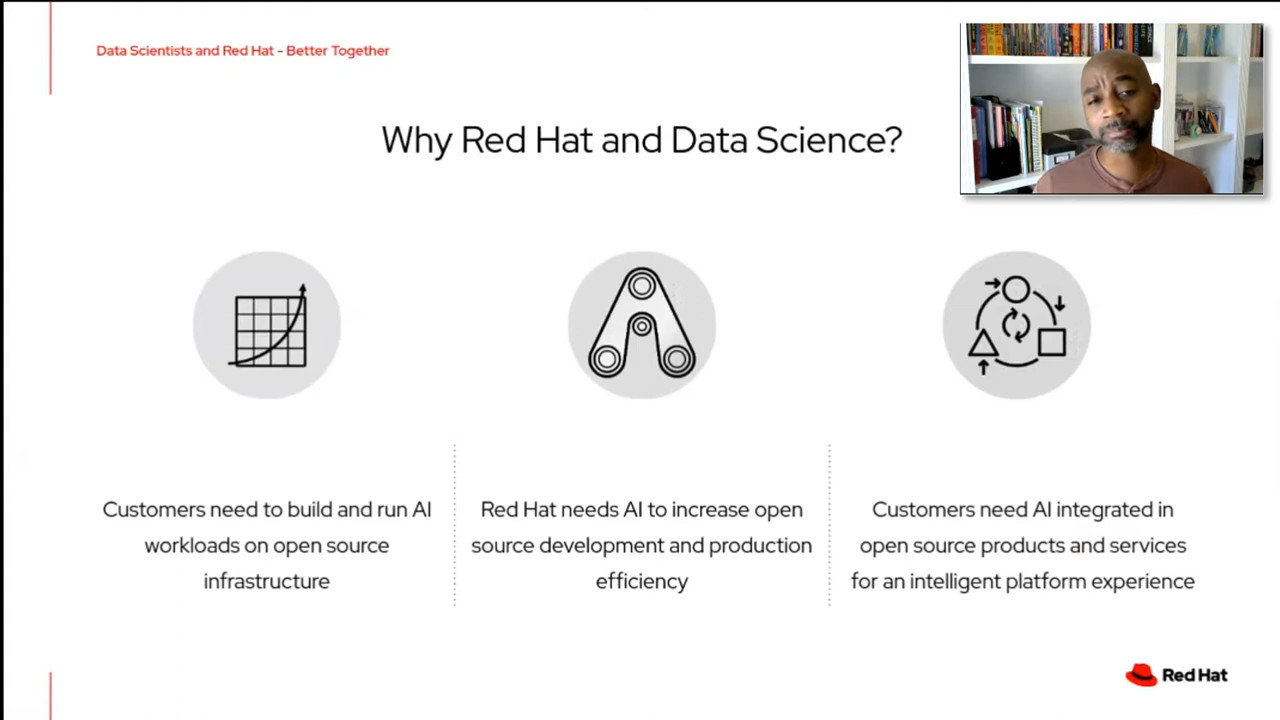 Data Scientists and Red Hat - Better Together
Why Red Hat and Data Science?
Customers need to build and run AI
workloads on open source
infrastructure
Red Hat needs AI to increase open
source development and production
efficiency
Customers need AI integrated in
open source products and services
for an intelligent platform experience
Red Hat